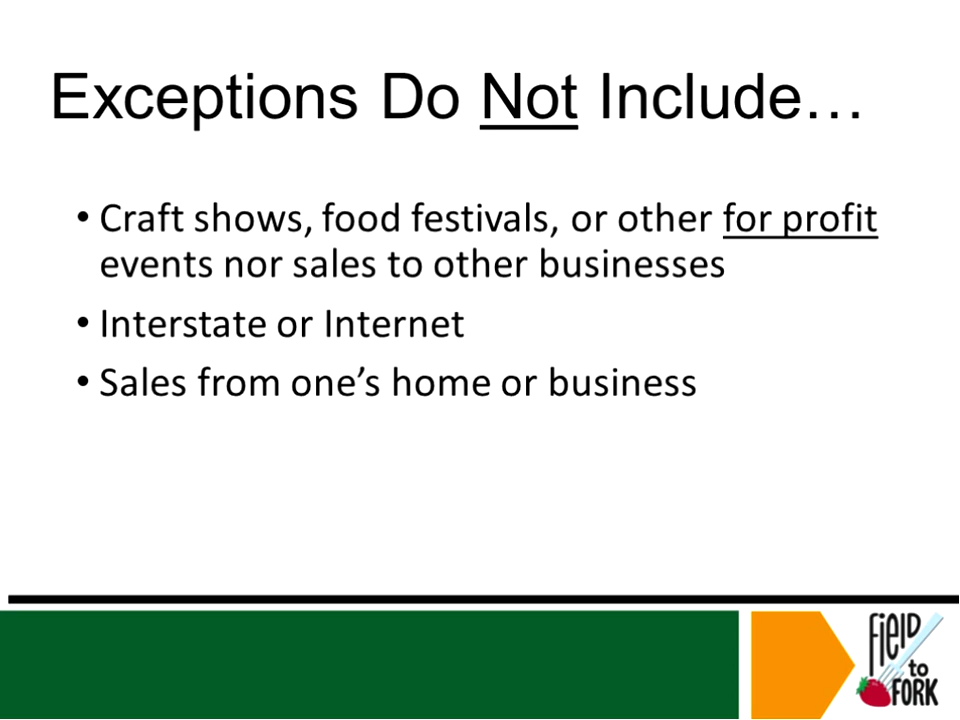 Exceptions Do Not Include…
• Craft shows, food festivals, or other for profit
events nor sales to other businesses
• Interstate or Internet
• Sales from one’s home or business
FiELD
to
FORK